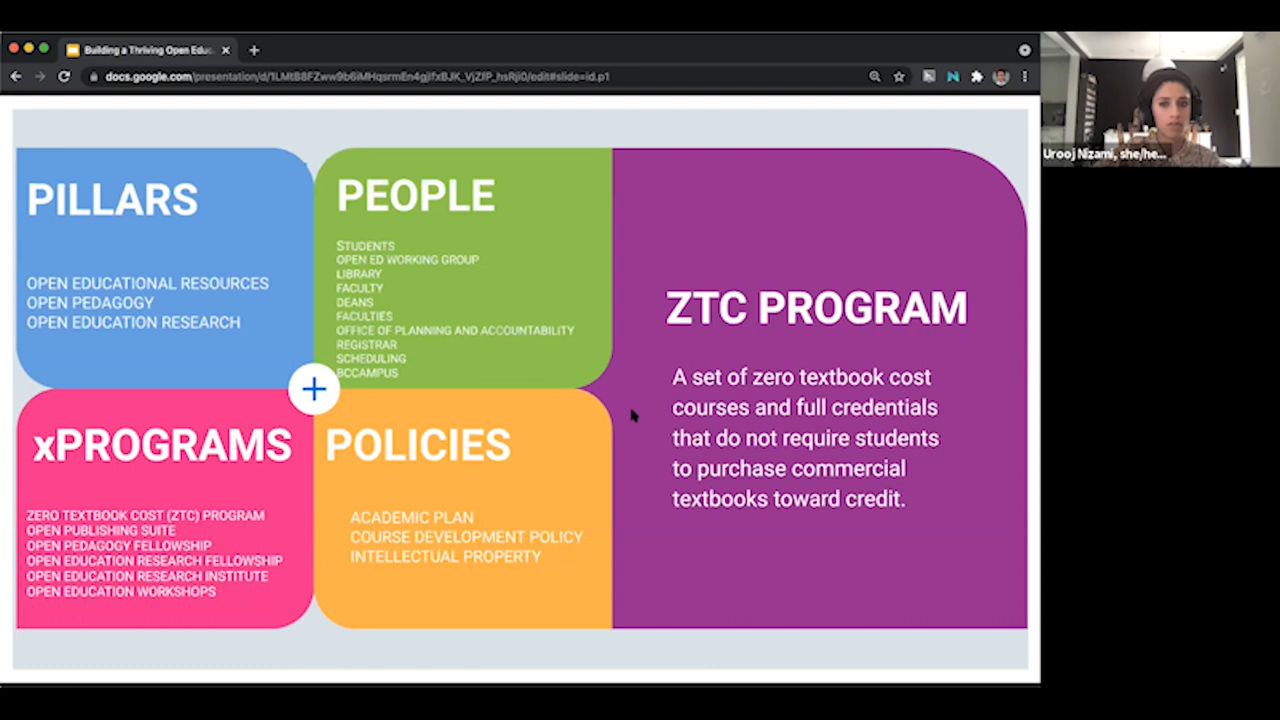 Building a Thriving Open Educ
docs.google.com/presentation/d/1LMtB8FZww9b6iMHqsrmEn4gjIfxBJK_VjZfP_hsRji0/edit#slide=id.p1
Urooj Nizami, she/he...
PILLARS
OPEN EDUCATIONAL RESOURCES
OPEN PEDAGOGY
OPEN EDUCATION RESEARCH
PEOPLE
STUDENTS
OPEN ED WORKING GROUP
LIBRARY
FACULTY
DEANS
FACULTIES
OFFICE OF PLANNING AND ACCOUNTABILITY
REGISTRAR
SCHEDULING
BCCAMPUS
xPROGRAMS
ZERO TEXTBOOK COST (ZTC) PROGRAM
OPEN PUBLISHING SUITE
OPEN PEDAGOGY FELLOWSHIP
OPEN EDUCATION RESEARCH FELLOWSHIP
OPEN EDUCATION RESEARCH INSTITUTE
OPEN EDUCATION WORKSHOPS
POLICIES
ACADEMIC PLAN
COURSE DEVELOPMENT POLICY
INTELLECTUAL PROPERTY
ZTC PROGRAM
A set of zero textbook cost
courses and full credentials
that do not require students
to purchase commercial
textbooks toward credit.